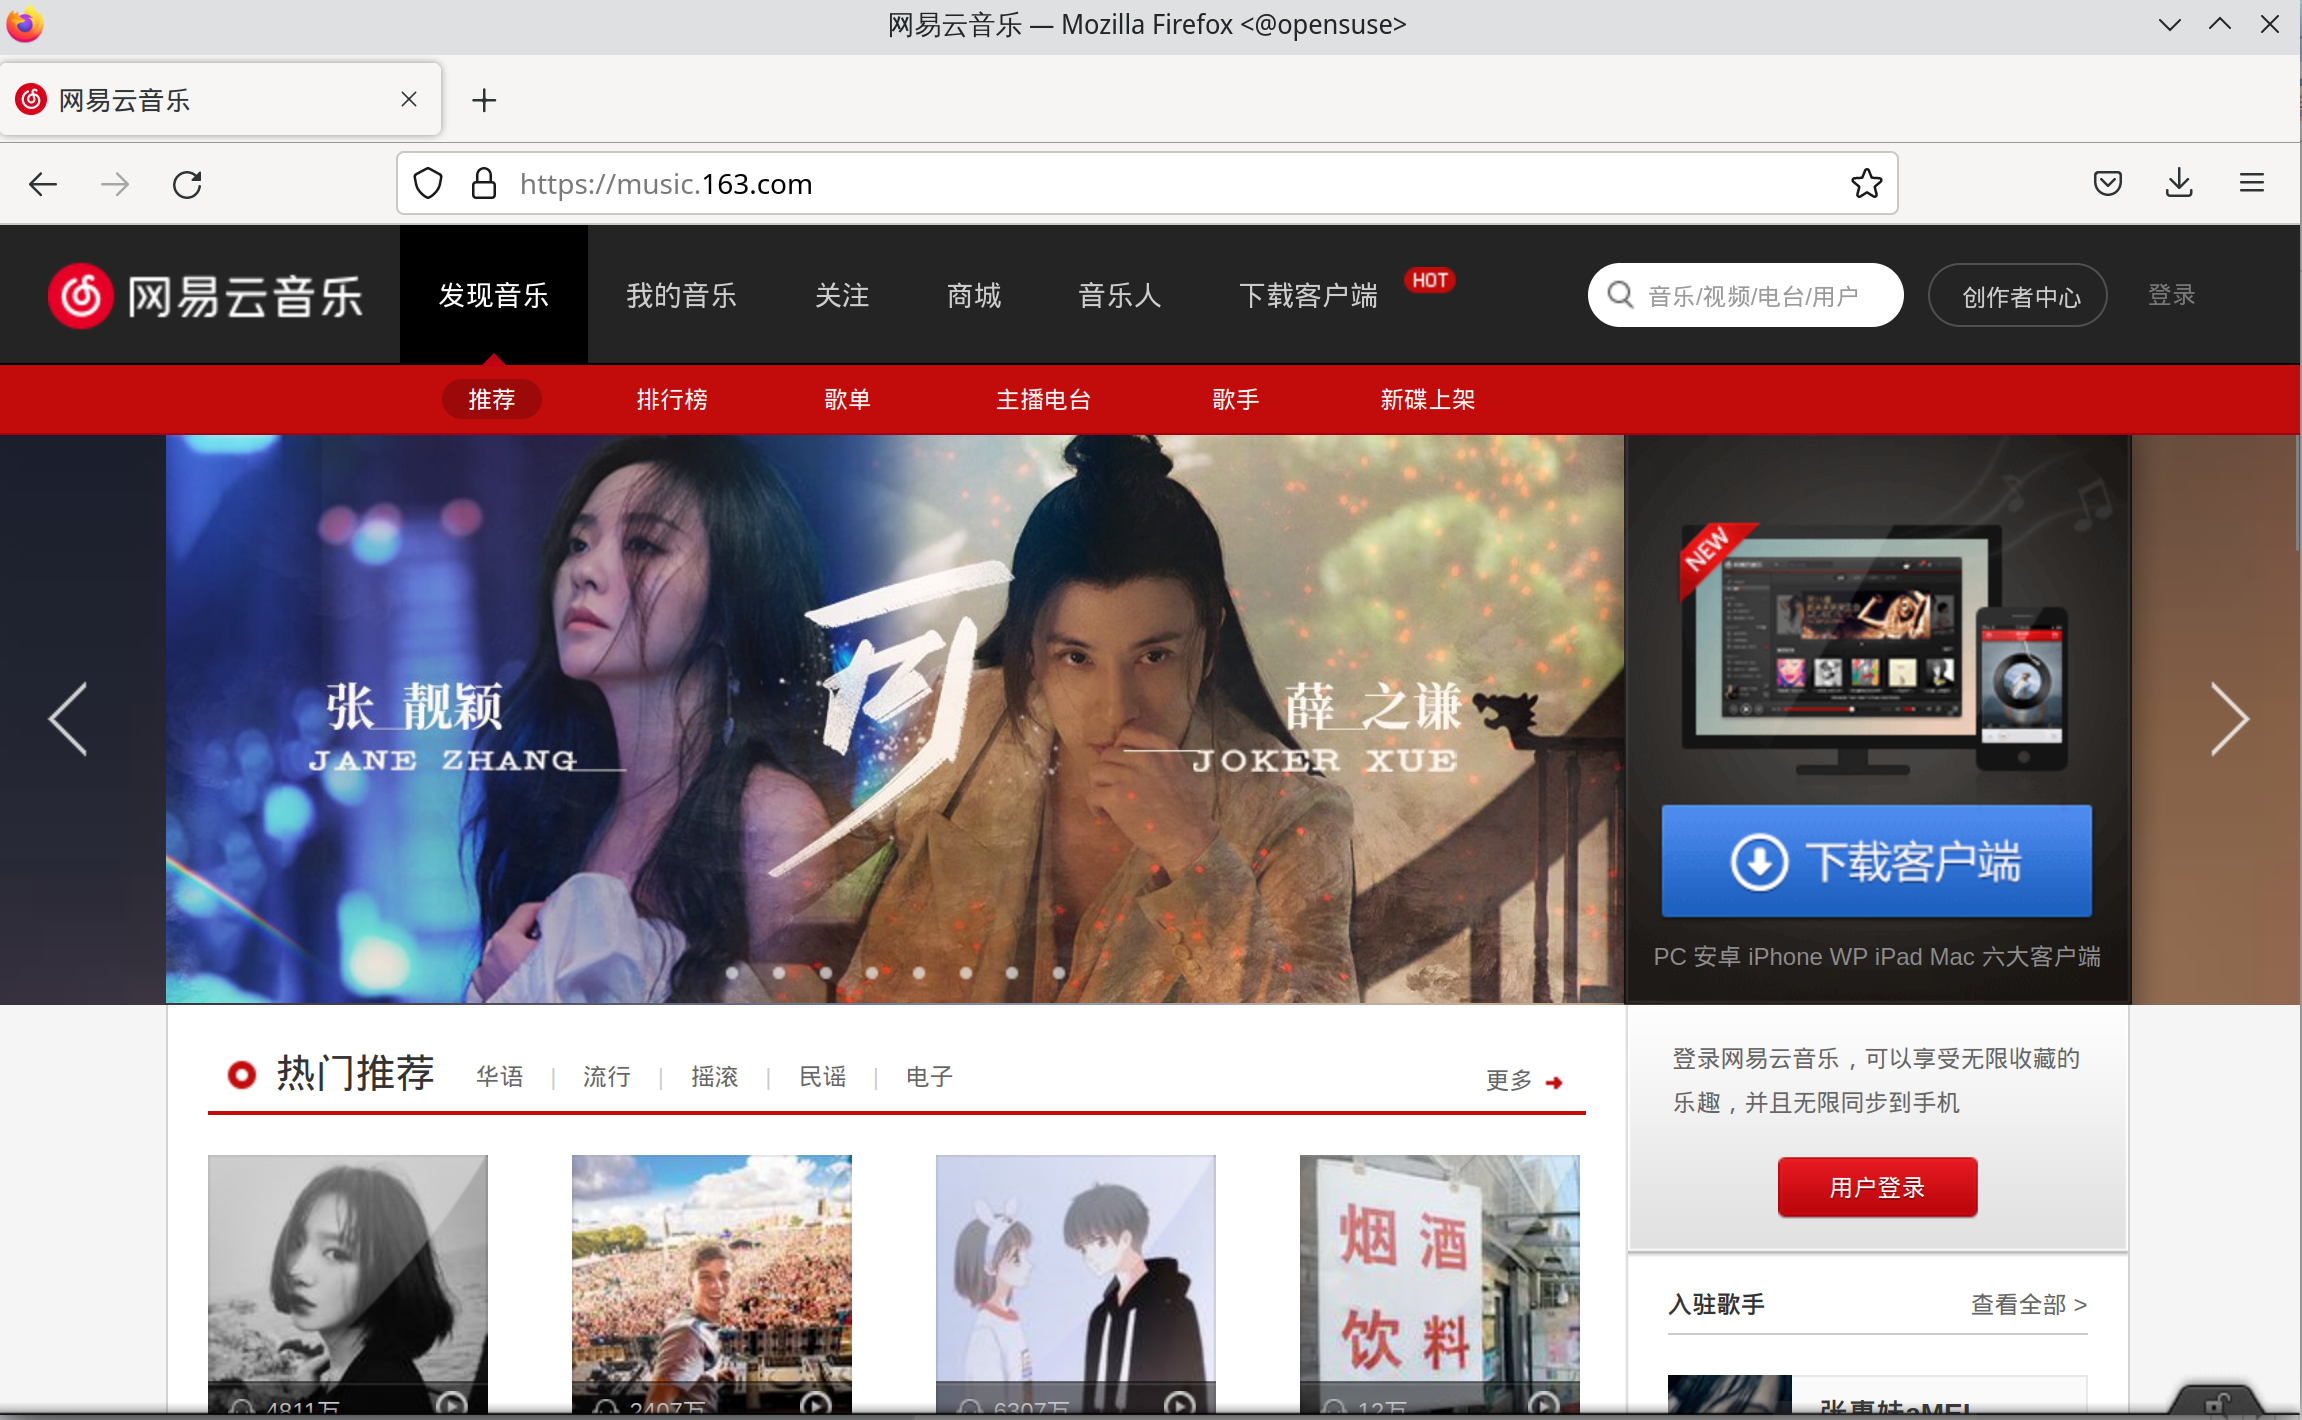 网易云音乐 — Mozilla Firefox <@opensuse>
网易云音乐
https://music.163.com
网易云音乐 发现音乐 我的音乐 关注 商城 音乐人 下载客户端 HOT 音乐/视频/电台/用户 创作者中心 登录
推荐 排行榜 歌单 主播电台 歌手 新碟上架
NEW
张 靓颖 可 薛 之谦
JANE ZHANG JOKER XUE
下载客户端
PC 安卓 iPhone WP iPad Mac 六大客户端
热门推荐 华语 | 流行 | 摇滚 | 民谣 | 电子 更多
登录网易云音乐，可以享受无限收藏的
乐趣，并且无限同步到手机
用户登录
入驻歌手 查看全部 >
烟 酒
饮 料
4811万 2407万 6307万 12万
张惠妹aMEI